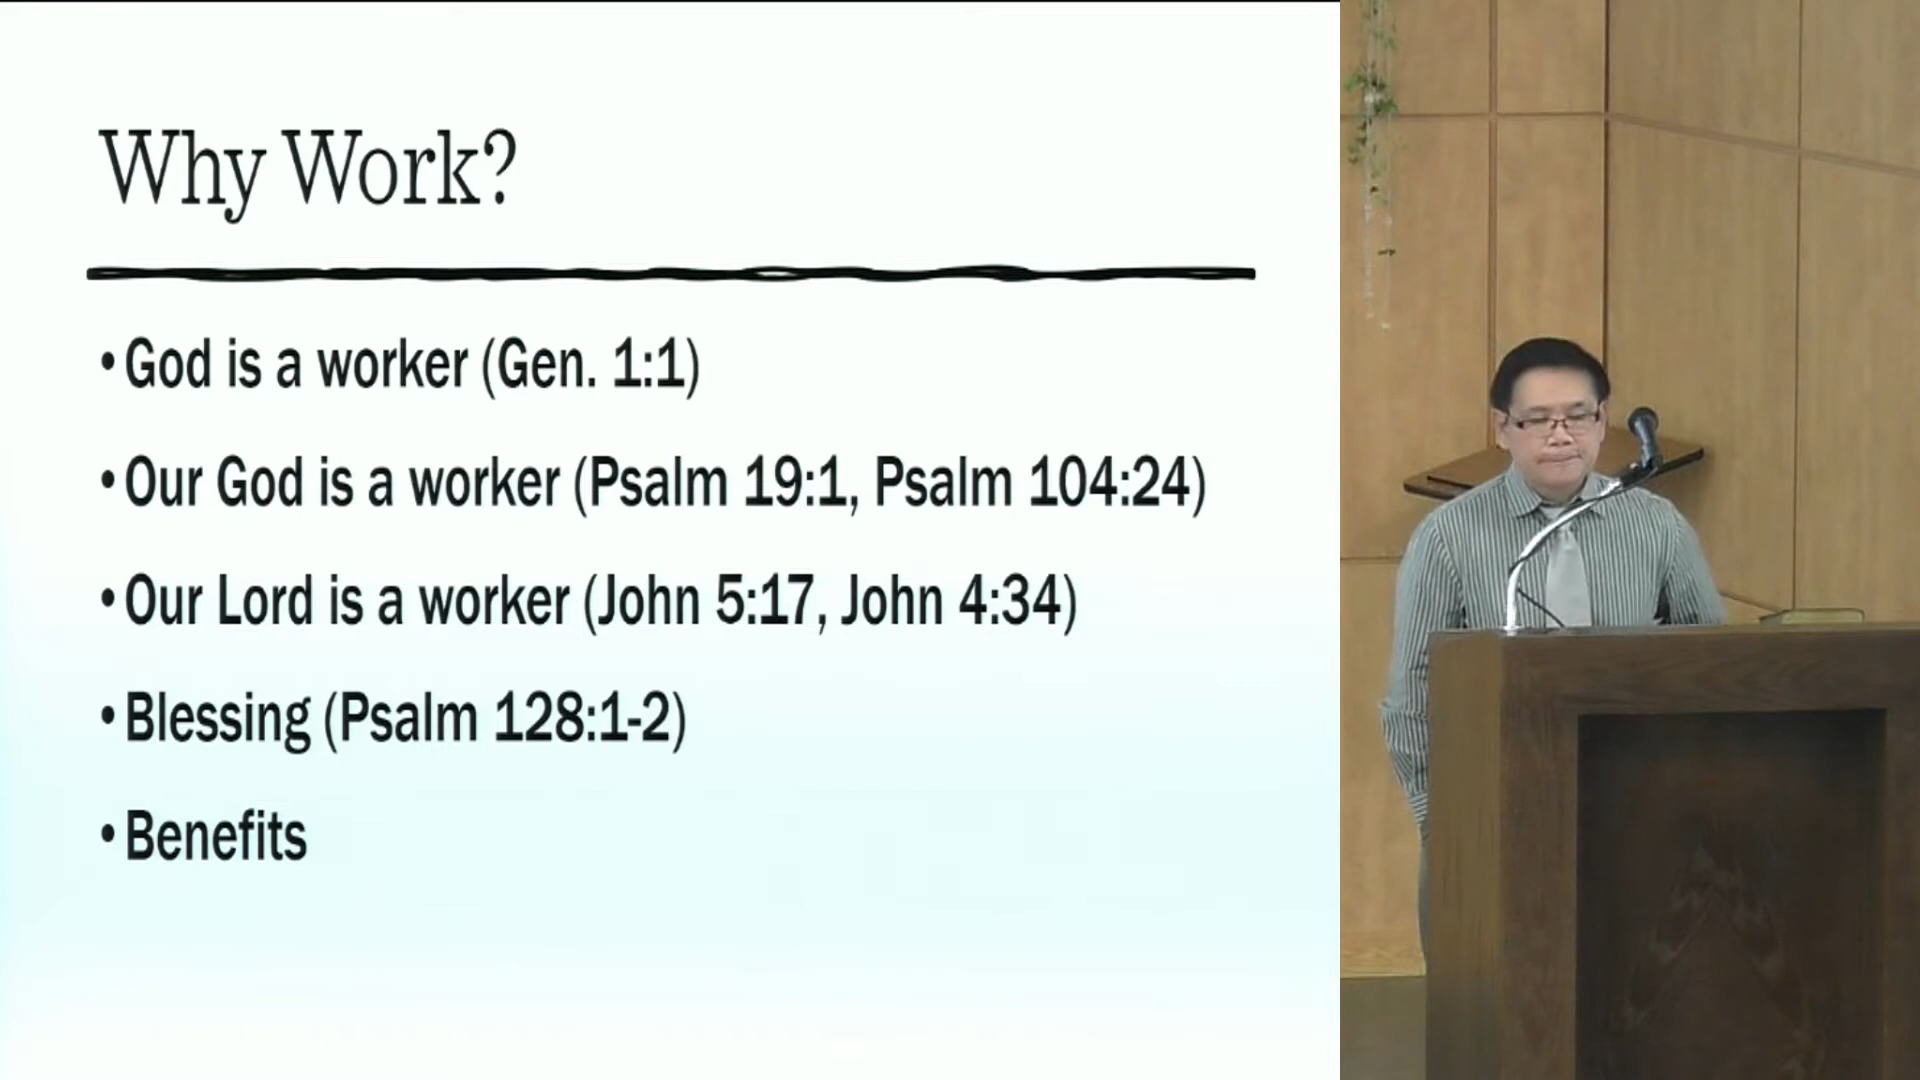 Why Work?
•God is a worker (Gen. 1:1)
•Our God is a worker (Psalm 19:1, Psalm 104:24)
•Our Lord is a worker (John 5:17, John 4:34)
•Blessing (Psalm 128:1-2)
•Benefits